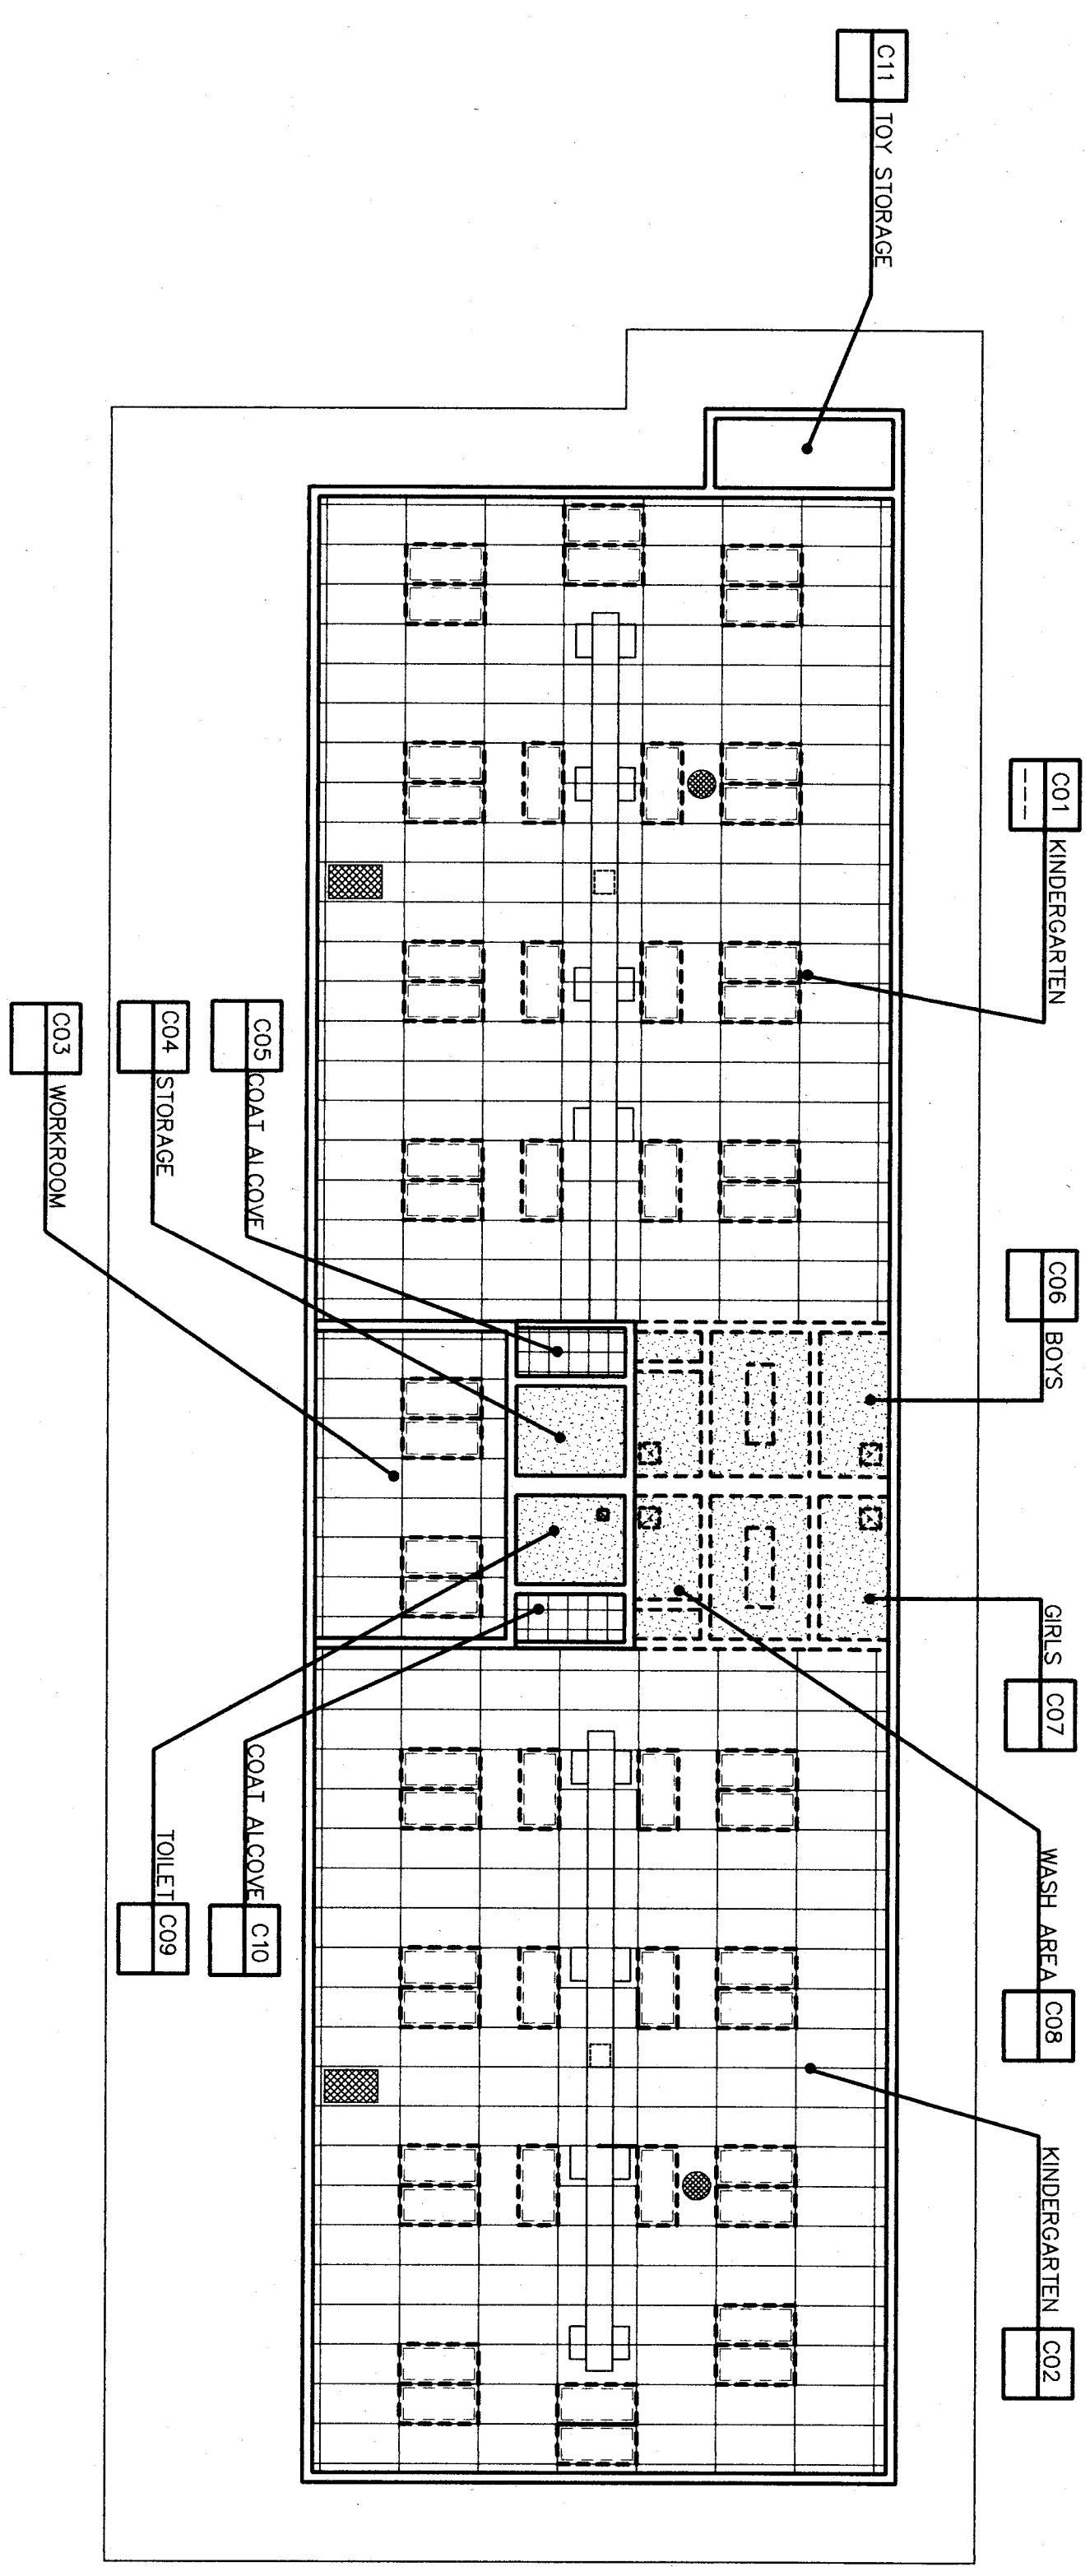 C11
TOY STORAGE
C01
KINDERGARTEN
C06
BOYS
GIRLS
C07
WASH AREA
C08
KINDERGARTEN
C02
C05
COAT ALCOVE
C04
STORAGE
C03
WORKROOM
COAT ALCOVE
C10
TOILET
C09